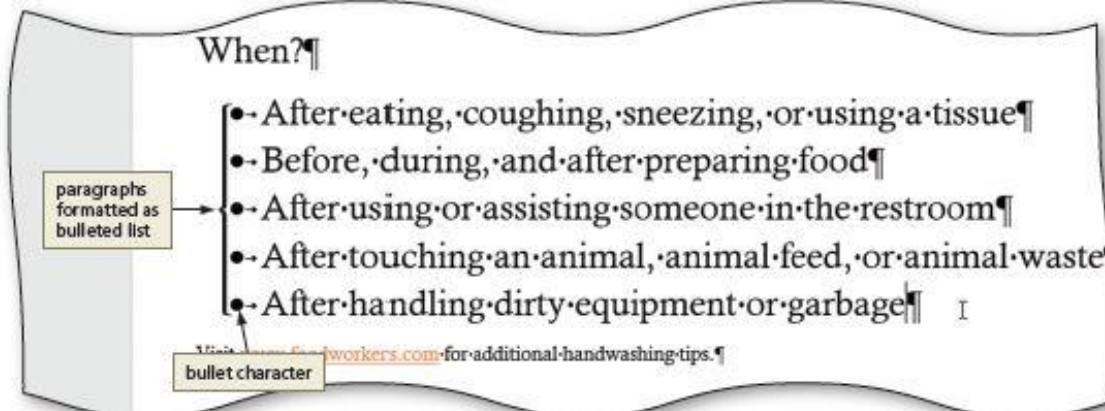 When?¶
•→After·eating,·coughing,·sneezing,·or·using·a·tissue¶
•→Before,·during,·and·after·preparing·food¶
paragraphs
formatted as
bulleted list
•→After·using·or·assisting·someone·in·the·restroom¶
•→After·touching·an·animal,·animal·feed,·or·animal·waste¶
•→After·handling·dirty·equipment·or·garbage¶
workers.com·for·additional·handwashing·tips.¶
bullet character